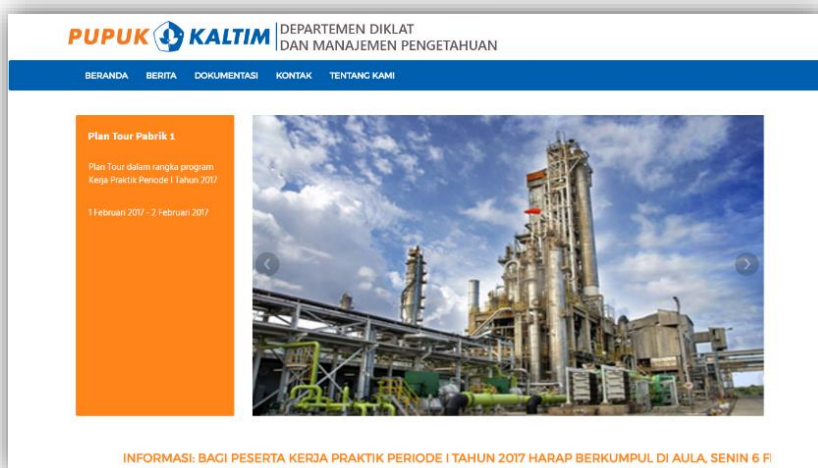 PUPUK KALTIM
DEPARTEMEN DIKLAT
DAN MANAJEMEN PENGETAHUAN
BERANDA BERITA DOKUMENTASI KONTAK TENTANG KAMI
Plan Tour Pabrik 1
Plan Tour dalam rangka program
Kerja Praktik Periode I Tahun 2017
1 Februari 2017 - 2 Februari 2017
INFORMASI: BAGI PESERTA KERJA PRAKTIK PERIODE I TAHUN 2017 HARAP BERKUMPUL DI AULA, SENIN 6